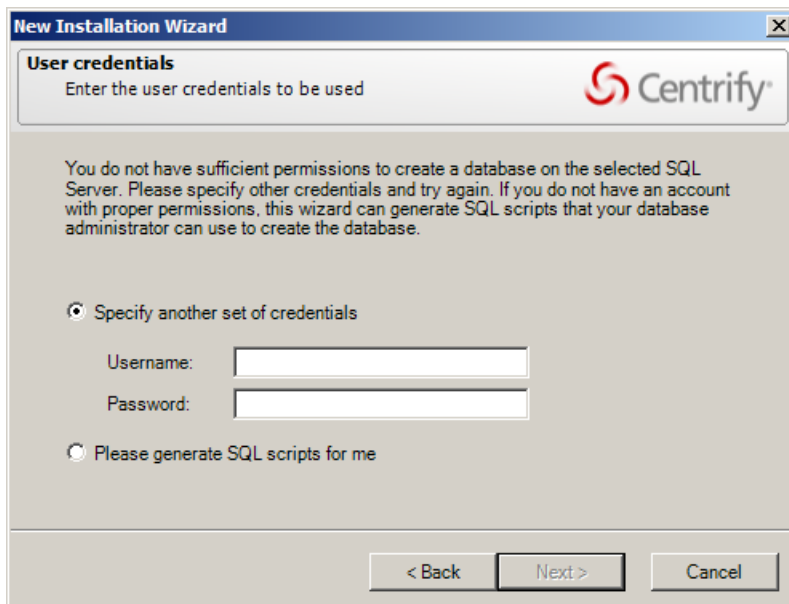 New Installation Wizard
User credentials
Enter the user credentials to be used
Centrify
You do not have sufficient permissions to create a database on the selected SQL
Server. Please specify other credentials and try again. If you do not have an account
with proper permissions, this wizard can generate SQL scripts that your database
administrator can use to create the database.
Specify another set of credentials
Username:
Password:
Please generate SQL scripts for me
< Back
Next >
Cancel